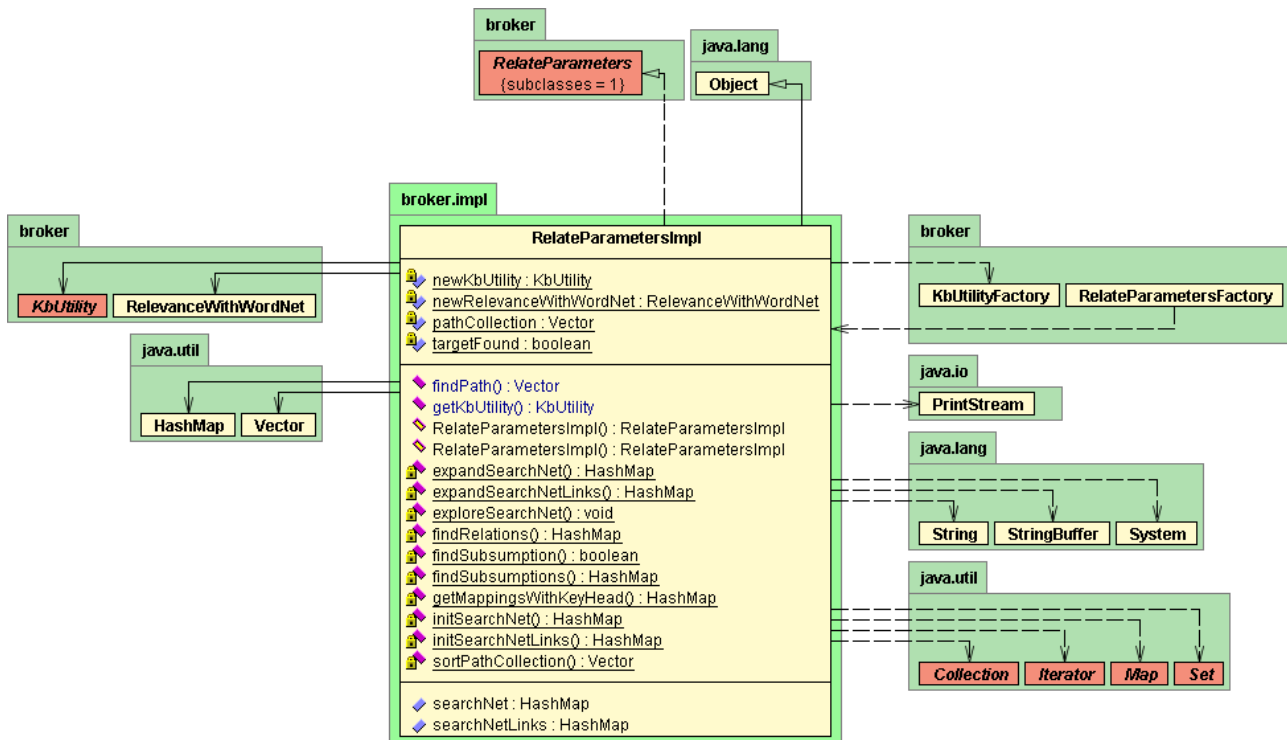 broker
RelateParameters
{subclasses = 1}
java.lang
Object
broker.impl
RelateParametersImpl
newKbUtility : KbUtility
newRelevanceWithWordNet : RelevanceWithWordNet
pathCollection : Vector
targetFound : boolean
findPath() : Vector
getKbUtility() : KbUtility
RelateParametersImpl() : RelateParametersImpl
RelateParametersImpl() : RelateParametersImpl
expandSearchNet() : HashMap
expandSearchNetLinks() : HashMap
exploreSearchNet() : void
findRelations() : HashMap
findSubsumption() : boolean
findSubsumptions() : HashMap
getMappingsWithKeyHead() : HashMap
initSearchNet() : HashMap
initSearchNetLinks() : HashMap
sortPathCollection() : Vector
searchNet : HashMap
searchNetLinks : HashMap
broker
KbUtility
RelevanceWithWordNet
java.util
HashMap
Vector
broker
KbUtilityFactory
RelateParametersFactory
java.io
PrintStream
java.lang
String
StringBuffer
System
java.util
Collection
Iterator
Map
Set